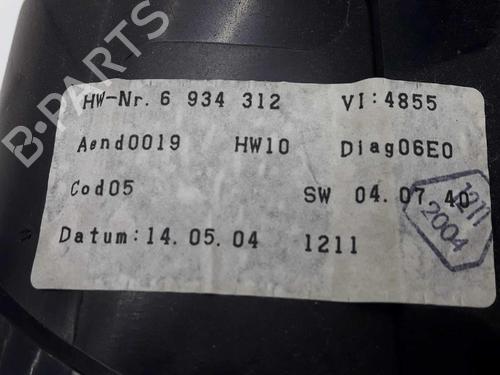 B-PARTS
HW-Nr. 6 934 312 VI:4855
Aend0019 HW10 Diag06E0
Cod05 SW 04.07.40
Datum:14.05.04 1211
1211
2004